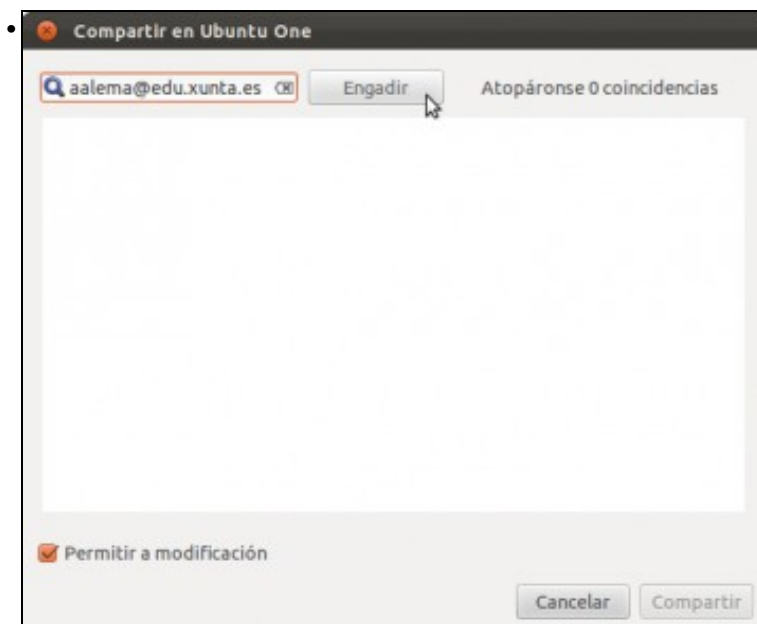 Compartir en Ubuntu One
aalema@edu.xunta.es Engadir Atopáronse 0 coincidencias
Permitir a modificación
Cancelar Compartir